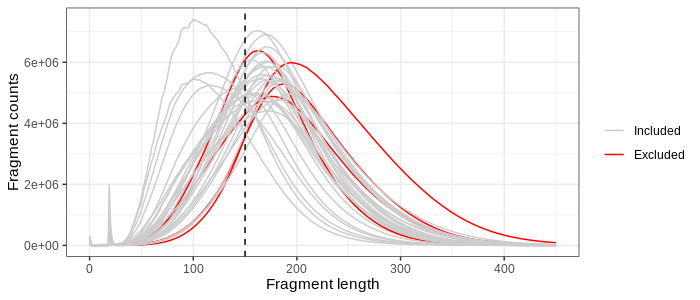 6e+06
4e+06
2e+06
0e+00
Fragment counts
0
100
200
300
400
Fragment length
Included
Excluded